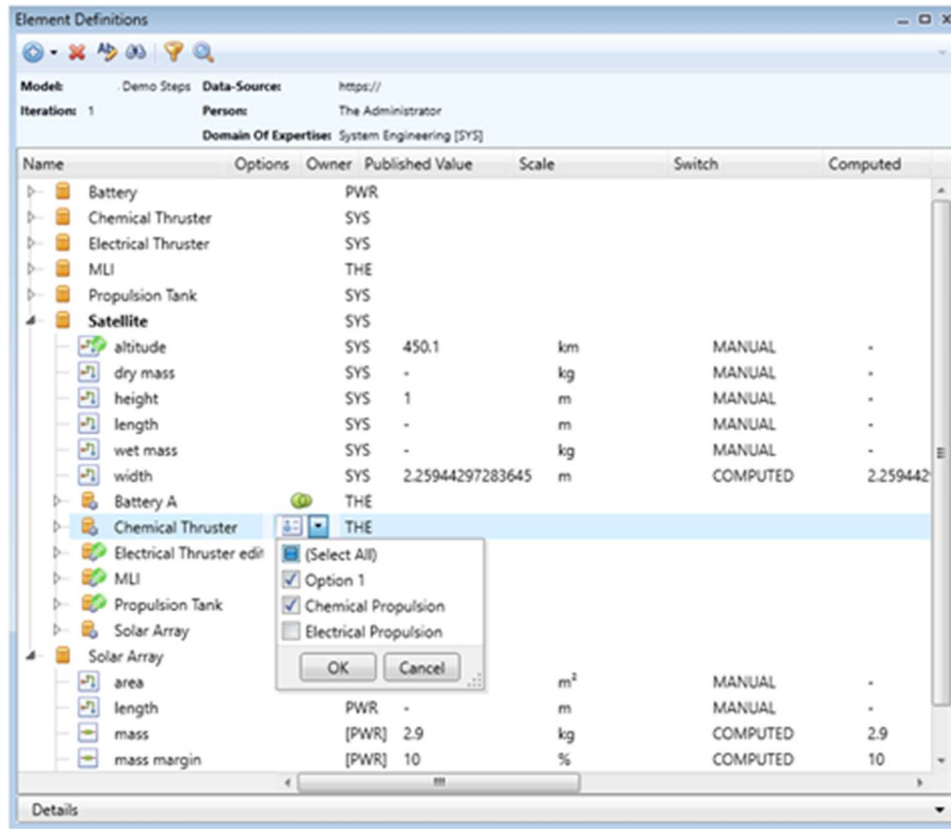 Element Definitions
Model: Demo Steps Data-Source: https://
Iteration: 1 Person: The Administrator
Domain Of Expertise: System Engineering [SYS]
Name Options Owner Published Value Scale Switch Computed
Battery PWR
Chemical Thruster SYS
Electrical Thruster SYS
MLI THE
Propulsion Tank SYS
Satellite SYS
altitude SYS 450.1 km MANUAL -
dry mass SYS - kg MANUAL -
height SYS 1 m MANUAL -
length SYS - m MANUAL -
wet mass SYS - kg MANUAL -
width SYS 2.25944297283645 m COMPUTED 2.259442
Battery A THE
Chemical Thruster THE
Electrical Thruster edit (Select All)
MLI Option 1
Propulsion Tank Chemical Propulsion
Solar Array Electrical Propulsion
Solar Array OK Cancel
area m² MANUAL -
length PWR - m MANUAL -
mass [PWR] 2.9 kg COMPUTED 2.9
mass margin [PWR] 10 % COMPUTED 10
Details